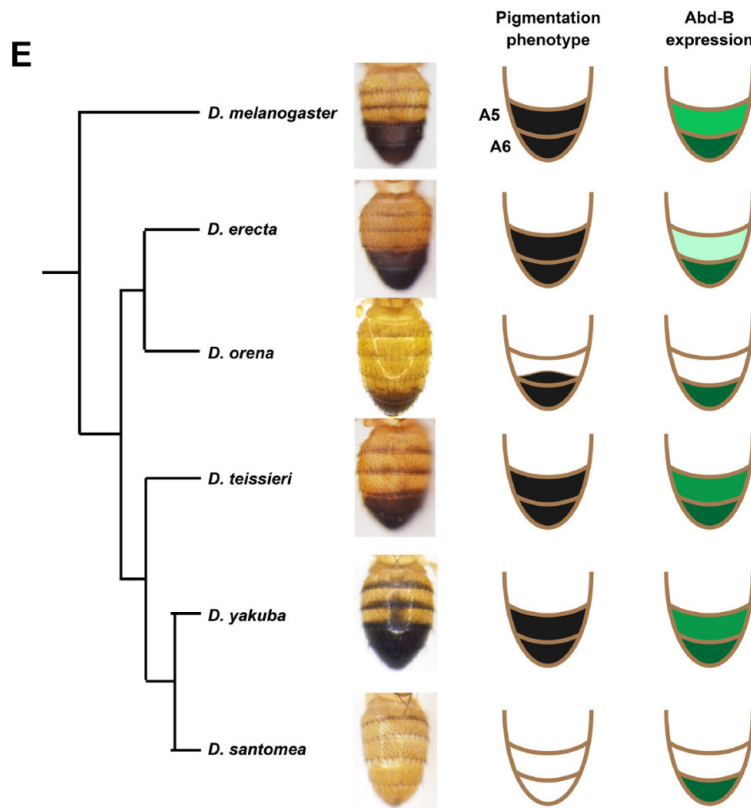 E
Pigmentation
phenotype
Abd-B
expression
D. melanogaster
A5
A6
D. erecta
D. orena
D. teissieri
D. yakuba
D. santomea